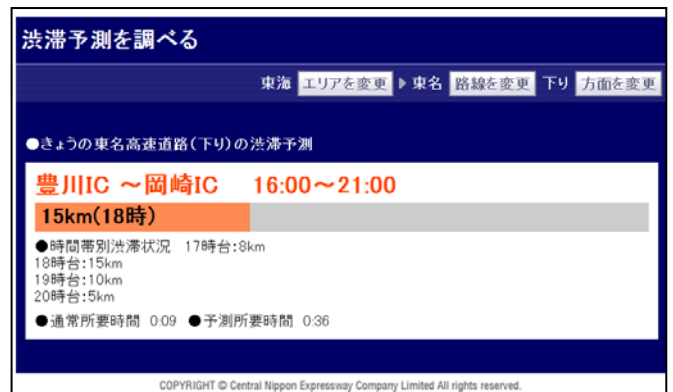 渋滞予測を調べる
東海 エリアを変更 ▶ 東名 路線を変更 下り 方面を変更
●きょうの東名高速道路(下り)の渋滞予測
豊川IC ～岡崎IC 16:00～21:00
15km(18時)
●時間帯別渋滞状況 17時台:8km
18時台:15km
19時台:10km
20時台:5km
●通常所要時間 0:09 ●予測所要時間 0:36
COPYRIGHT © Central Nippon Expressway Company Limited All rights reserved.